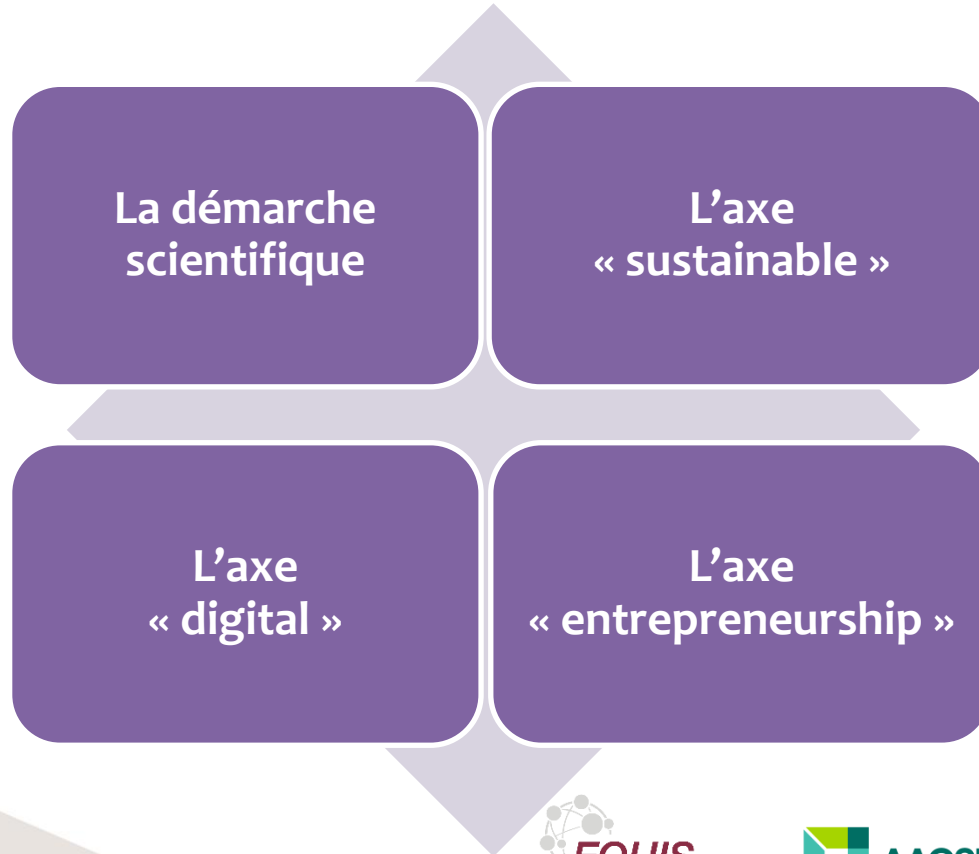 La démarche
scientifique
L’axe
« sustainable »
L’axe
« digital »
L’axe
« entrepreneurship »